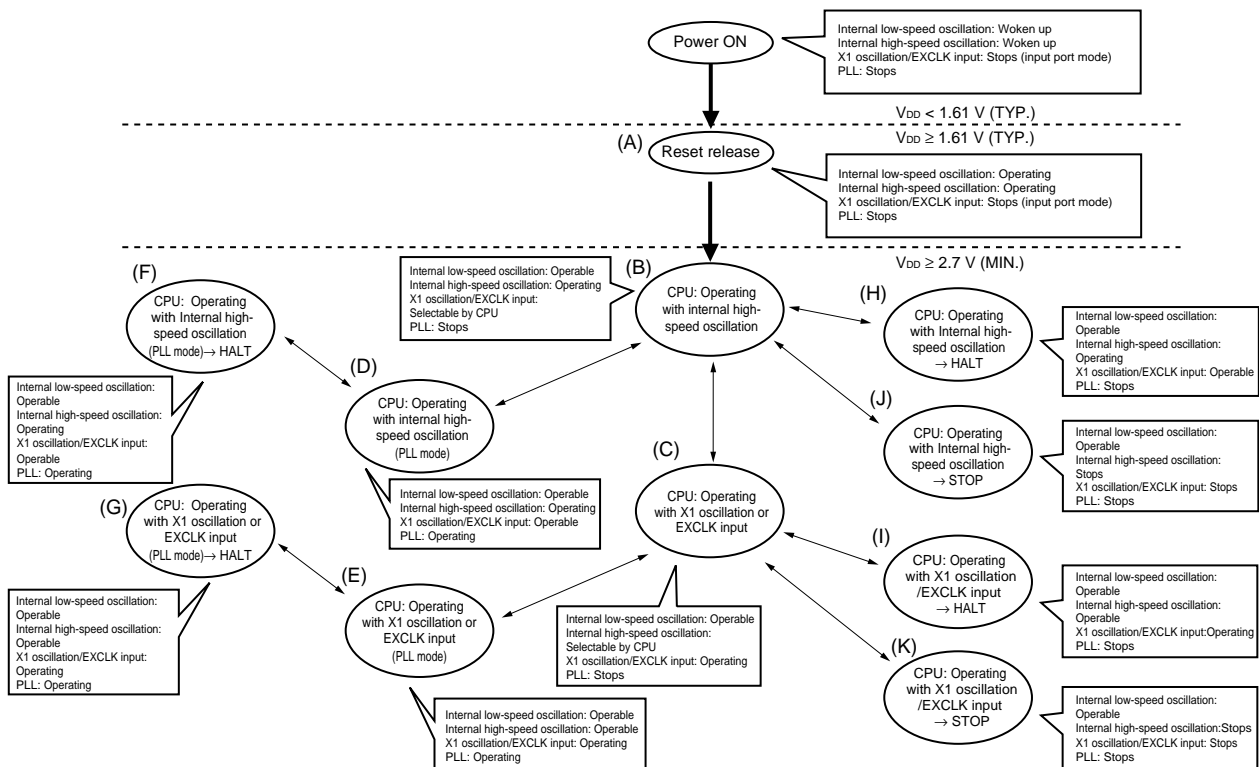 Power ON
Internal low-speed oscillation: Woken up
Internal high-speed oscillation: Woken up
X1 oscillation/EXCLK input: Stops (input port mode)
PLL: Stops
VDD < 1.61 V (TYP.)
VDD ≥ 1.61 V (TYP.)
(A)
Reset release
Internal low-speed oscillation: Operating
Internal high-speed oscillation: Operating
X1 oscillation/EXCLK input: Stops (input port mode)
PLL: Stops
VDD ≥ 2.7 V (MIN.)
(B)
CPU: Operating
with internal high-
speed oscillation
Internal low-speed oscillation: Operable
Internal high-speed oscillation: Operating
X1 oscillation/EXCLK input:
Selectable by CPU
PLL: Stops
(F)
CPU: Operating
with Internal high-
speed oscillation
(PLL mode) → HALT
Internal low-speed oscillation:
Operable
Internal high-speed oscillation:
Operating
X1 oscillation/EXCLK input:
Operable
PLL: Operating
(D)
CPU: Operating
with internal high-
speed oscillation
(PLL mode)
Internal low-speed oscillation: Operable
Internal high-speed oscillation: Operating
X1 oscillation/EXCLK input: Operable
PLL: Operating
(H)
CPU: Operating
with Internal high-
speed oscillation
→ HALT
Internal low-speed oscillation:
Operable
Internal high-speed oscillation:
Operating
X1 oscillation/EXCLK input: Operable
PLL: Stops
(J)
CPU: Operating
with Internal high-
speed oscillation
→ STOP
Internal low-speed oscillation:
Operable
Internal high-speed oscillation:
Stops
X1 oscillation/EXCLK input: Stops
PLL: Stops
(C)
CPU: Operating
with X1 oscillation or
EXCLK input
Internal low-speed oscillation: Operable
Internal high-speed oscillation:
Selectable by CPU
X1 oscillation/EXCLK input: Operating
PLL: Stops
(G)
CPU: Operating
with X1 oscillation or
EXCLK input
(PLL mode) → HALT
Internal low-speed oscillation:
Operable
Internal high-speed oscillation:
Operable
X1 oscillation/EXCLK input:
Operating
PLL: Operating
(E)
CPU: Operating
with X1 oscillation or
EXCLK input
(PLL mode)
Internal low-speed oscillation: Operable
Internal high-speed oscillation: Operable
X1 oscillation/EXCLK input: Operating
PLL: Operating
(I)
CPU: Operating
with X1 oscillation
/EXCLK input
→ HALT
Internal low-speed oscillation:
Operable
Internal high-speed oscillation:
Operable
X1 oscillation/EXCLK input:Operating
PLL: Stops
(K)
CPU: Operating
with X1 oscillation
/EXCLK input
→ STOP
Internal low-speed oscillation:
Operable
Internal high-speed oscillation:Stops
X1 oscillation/EXCLK input: Stops
PLL: Stops